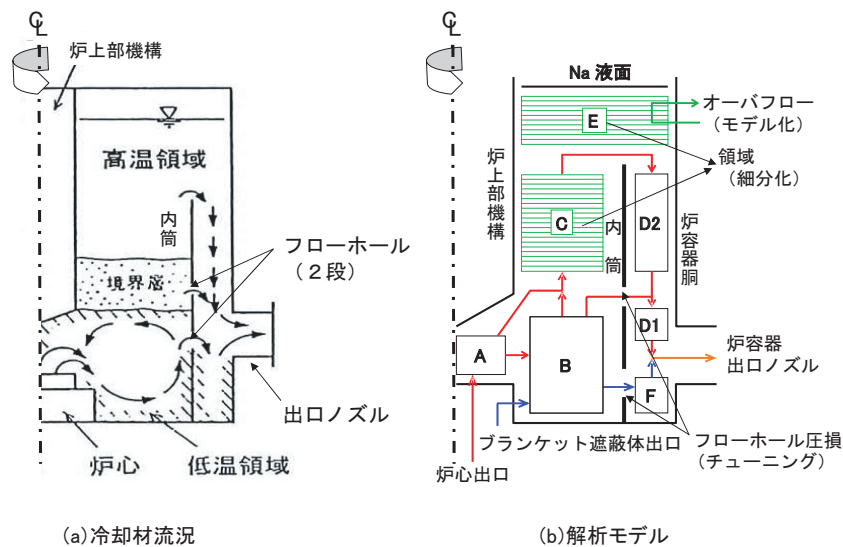 ℄
炉上部機構
高温領域
内
筒
フローホール
(2段)
境界層
出口ノズル
炉心
低温領域
(a)冷却材流況
℄
Na 液面
オーバフロー
(モデル化)
E
領域
(細分化)
炉上部機構
C
内
筒
D2
炉容器胴
D1
A
B
F
炉容器
出口ノズル
ブランケット遮蔽体出口
フローホール圧損
(チューニング)
炉心出口
(b)解析モデル